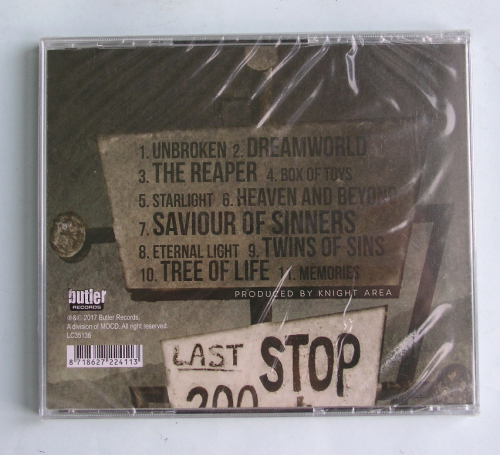 1. UNBROKEN 2. DREAMWORLD
3. THE REAPER 4. BOX OF TOYS
5. STARLIGHT 6. HEAVEN AND BEYOND
7. SAVIOUR OF SINNERS
8. ETERNAL LIGHT 9. TWINS OF SINS
10. TREE OF LIFE 11. MEMORIES
PRODUCED BY KNIGHT AREA
butler
RECORDS
℗&© 2017 Butler Records.
A division of MOCD. All right reserved.
LC35136
8 718627 224113
LAST STOP
200